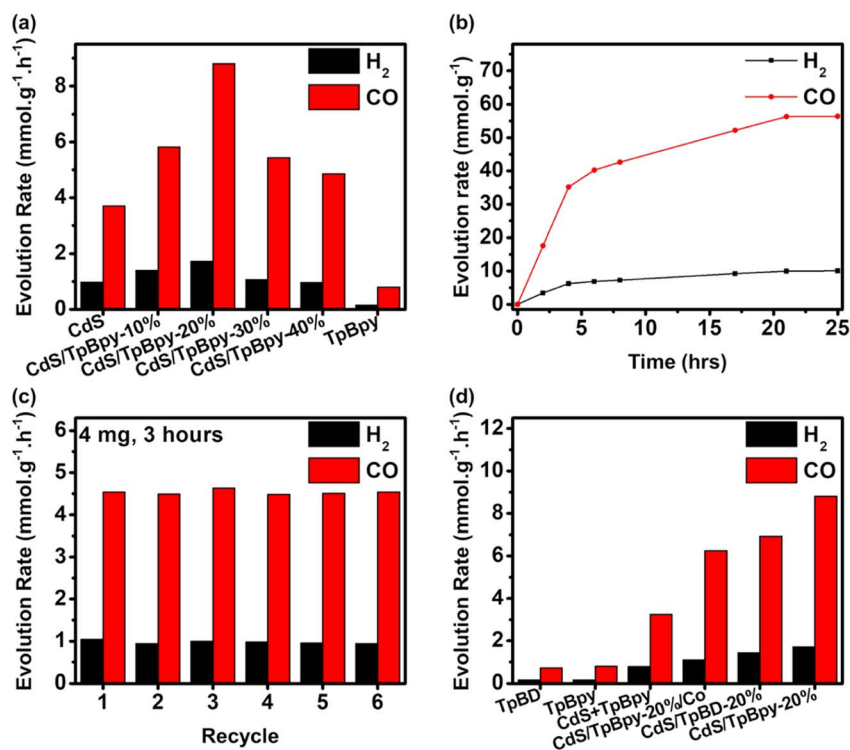 (a)
H₂
CO
Evolution Rate (mmol.g⁻¹.h⁻¹)
8
6
4
2
0
CdS
CdS/TpBpy-10%
CdS/TpBpy-20%
CdS/TpBpy-30%
CdS/TpBpy-40%
TpBpy
(b)
H₂
CO
Evolution rate (mmol.g⁻¹)
70
60
50
40
30
20
10
0
0
5
10
15
20
25
Time (hrs)
(c)
4 mg, 3 hours
H₂
CO
Evolution Rate (mmol.g⁻¹.h⁻¹)
6
5
4
3
2
1
0
1
2
3
4
5
6
Recycle
(d)
H₂
CO
Evolution Rate (mmol.g⁻¹.h⁻¹)
12
10
8
6
4
2
0
TpBD
TpBpy
CdS+TpBpy
CdS/TpBpy-20%/Co
CdS/TpBD-20%
CdS/TpBpy-20%